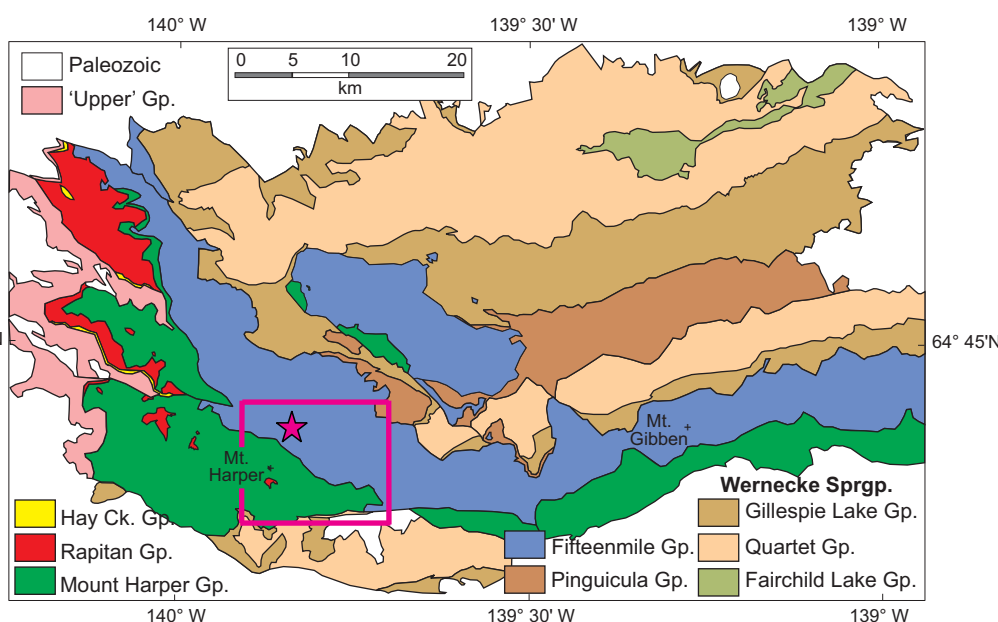 140° W
139° 30' W
139° W
Paleozoic
'Upper' Gp.
0 5 10 20
km
64° 45'N
Mt.
Gibben
Mt.
Harper
Hay Ck. Gp.
Rapitan Gp.
Mount Harper Gp.
Fifteenmile Gp.
Pinguicula Gp.
Wernecke Sprgp.
Gillespie Lake Gp.
Quartet Gp.
Fairchild Lake Gp.
140° W
139° 30' W
139° W